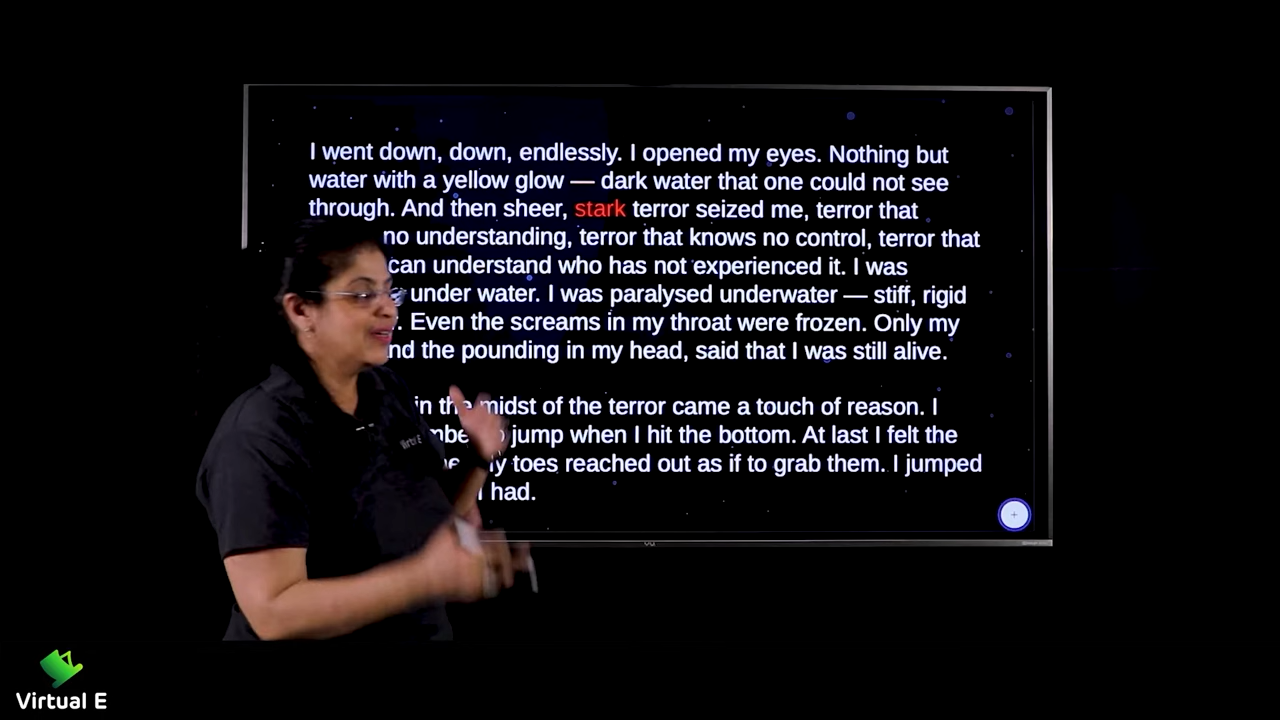 I went down, down, endlessly. I opened my eyes. Nothing but
water with a yellow glow — dark water that one could not see
through. And then sheer, stark terror seized me, terror that
no understanding, terror that knows no control, terror that
can understand who has not experienced it. I was
under water. I was paralysed underwater — stiff, rigid
Even the screams in my throat were frozen. Only my
the pounding in my head, said that I was still alive.
in the midst of the terror came a touch of reason. I
jump when I hit the bottom. At last I felt the
toes reached out as if to grab them. I jumped
I had.
Virtual E
Virtual E